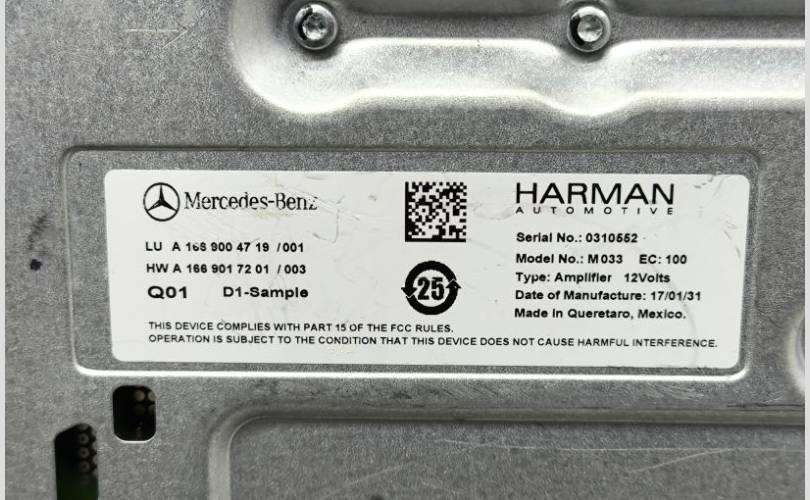 Mercedes-Benz
LU A 166 900 47 19 /001
HW A 166 901 72 01 /003
Q01 D1-Sample
25
HARMAN
AUTOMOTIVE
Serial No.: 0310552
Model No.: M 033 EC: 100
Type: Amplifier 12Volts
Date of Manufacture: 17/01/31
Made in Queretaro, Mexico.
THIS DEVICE COMPLIES WITH PART 15 OF THE FCC RULES.
OPERATION IS SUBJECT TO THE CONDITION THAT THIS DEVICE DOES NOT CAUSE HARMFUL INTERFERENCE.